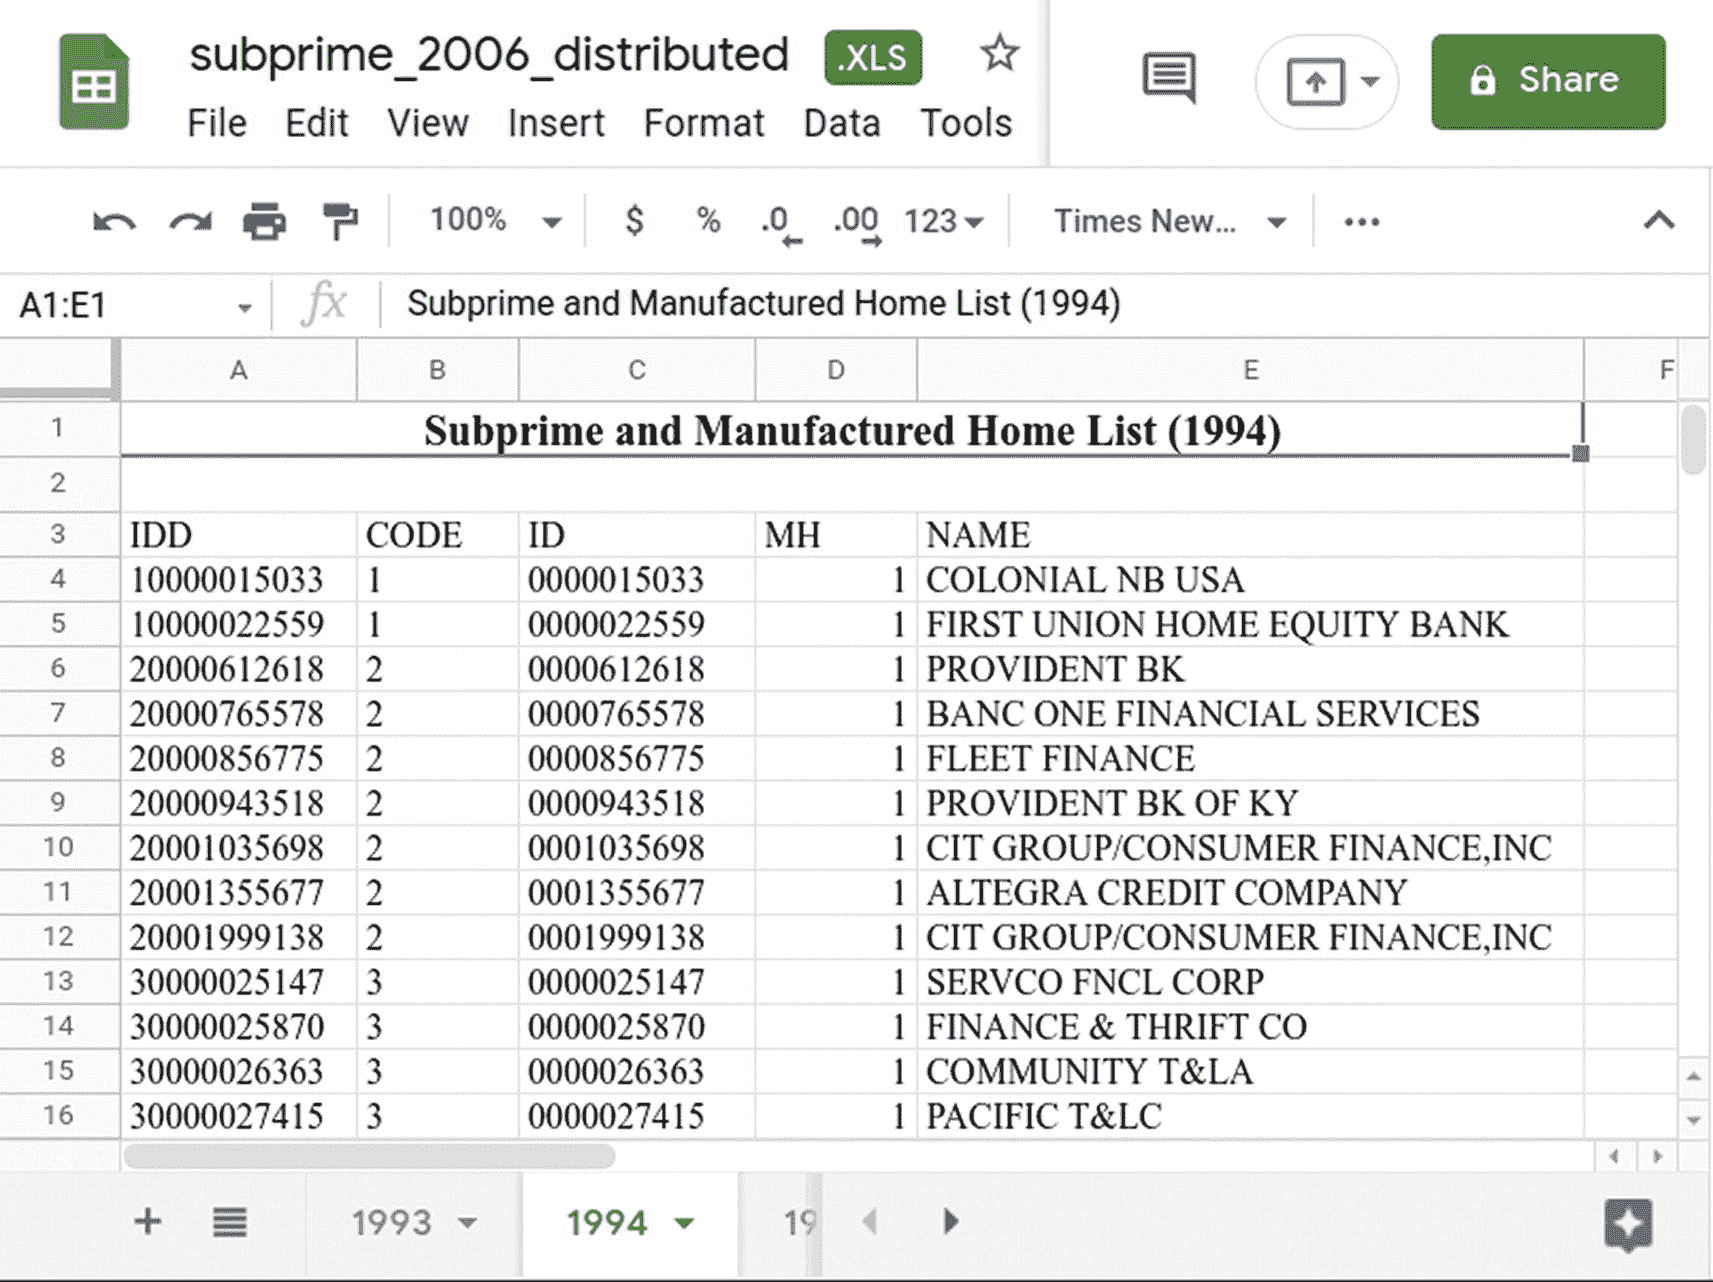 subprime_2006_distributed .XLS
File Edit View Insert Format Data Tools
Share
100% $ % .0 .00 123 Times New... ...
A1:E1 fx Subprime and Manufactured Home List (1994)
A B C D E F
1 Subprime and Manufactured Home List (1994)
2
3 IDD CODE ID MH NAME
4 10000015033 1 0000015033 1 COLONIAL NB USA
5 10000022559 1 0000022559 1 FIRST UNION HOME EQUITY BANK
6 20000612618 2 0000612618 1 PROVIDENT BK
7 20000765578 2 0000765578 1 BANC ONE FINANCIAL SERVICES
8 20000856775 2 0000856775 1 FLEET FINANCE
9 20000943518 2 0000943518 1 PROVIDENT BK OF KY
10 20001035698 2 0001035698 1 CIT GROUP/CONSUMER FINANCE,INC
11 20001355677 2 0001355677 1 ALTEGRA CREDIT COMPANY
12 20001999138 2 0001999138 1 CIT GROUP/CONSUMER FINANCE,INC
13 30000025147 3 0000025147 1 SERVCO FNCL CORP
14 30000025870 3 0000025870 1 FINANCE & THRIFT CO
15 30000026363 3 0000026363 1 COMMUNITY T&LA
16 30000027415 3 0000027415 1 PACIFIC T&LC
1993 1994 19